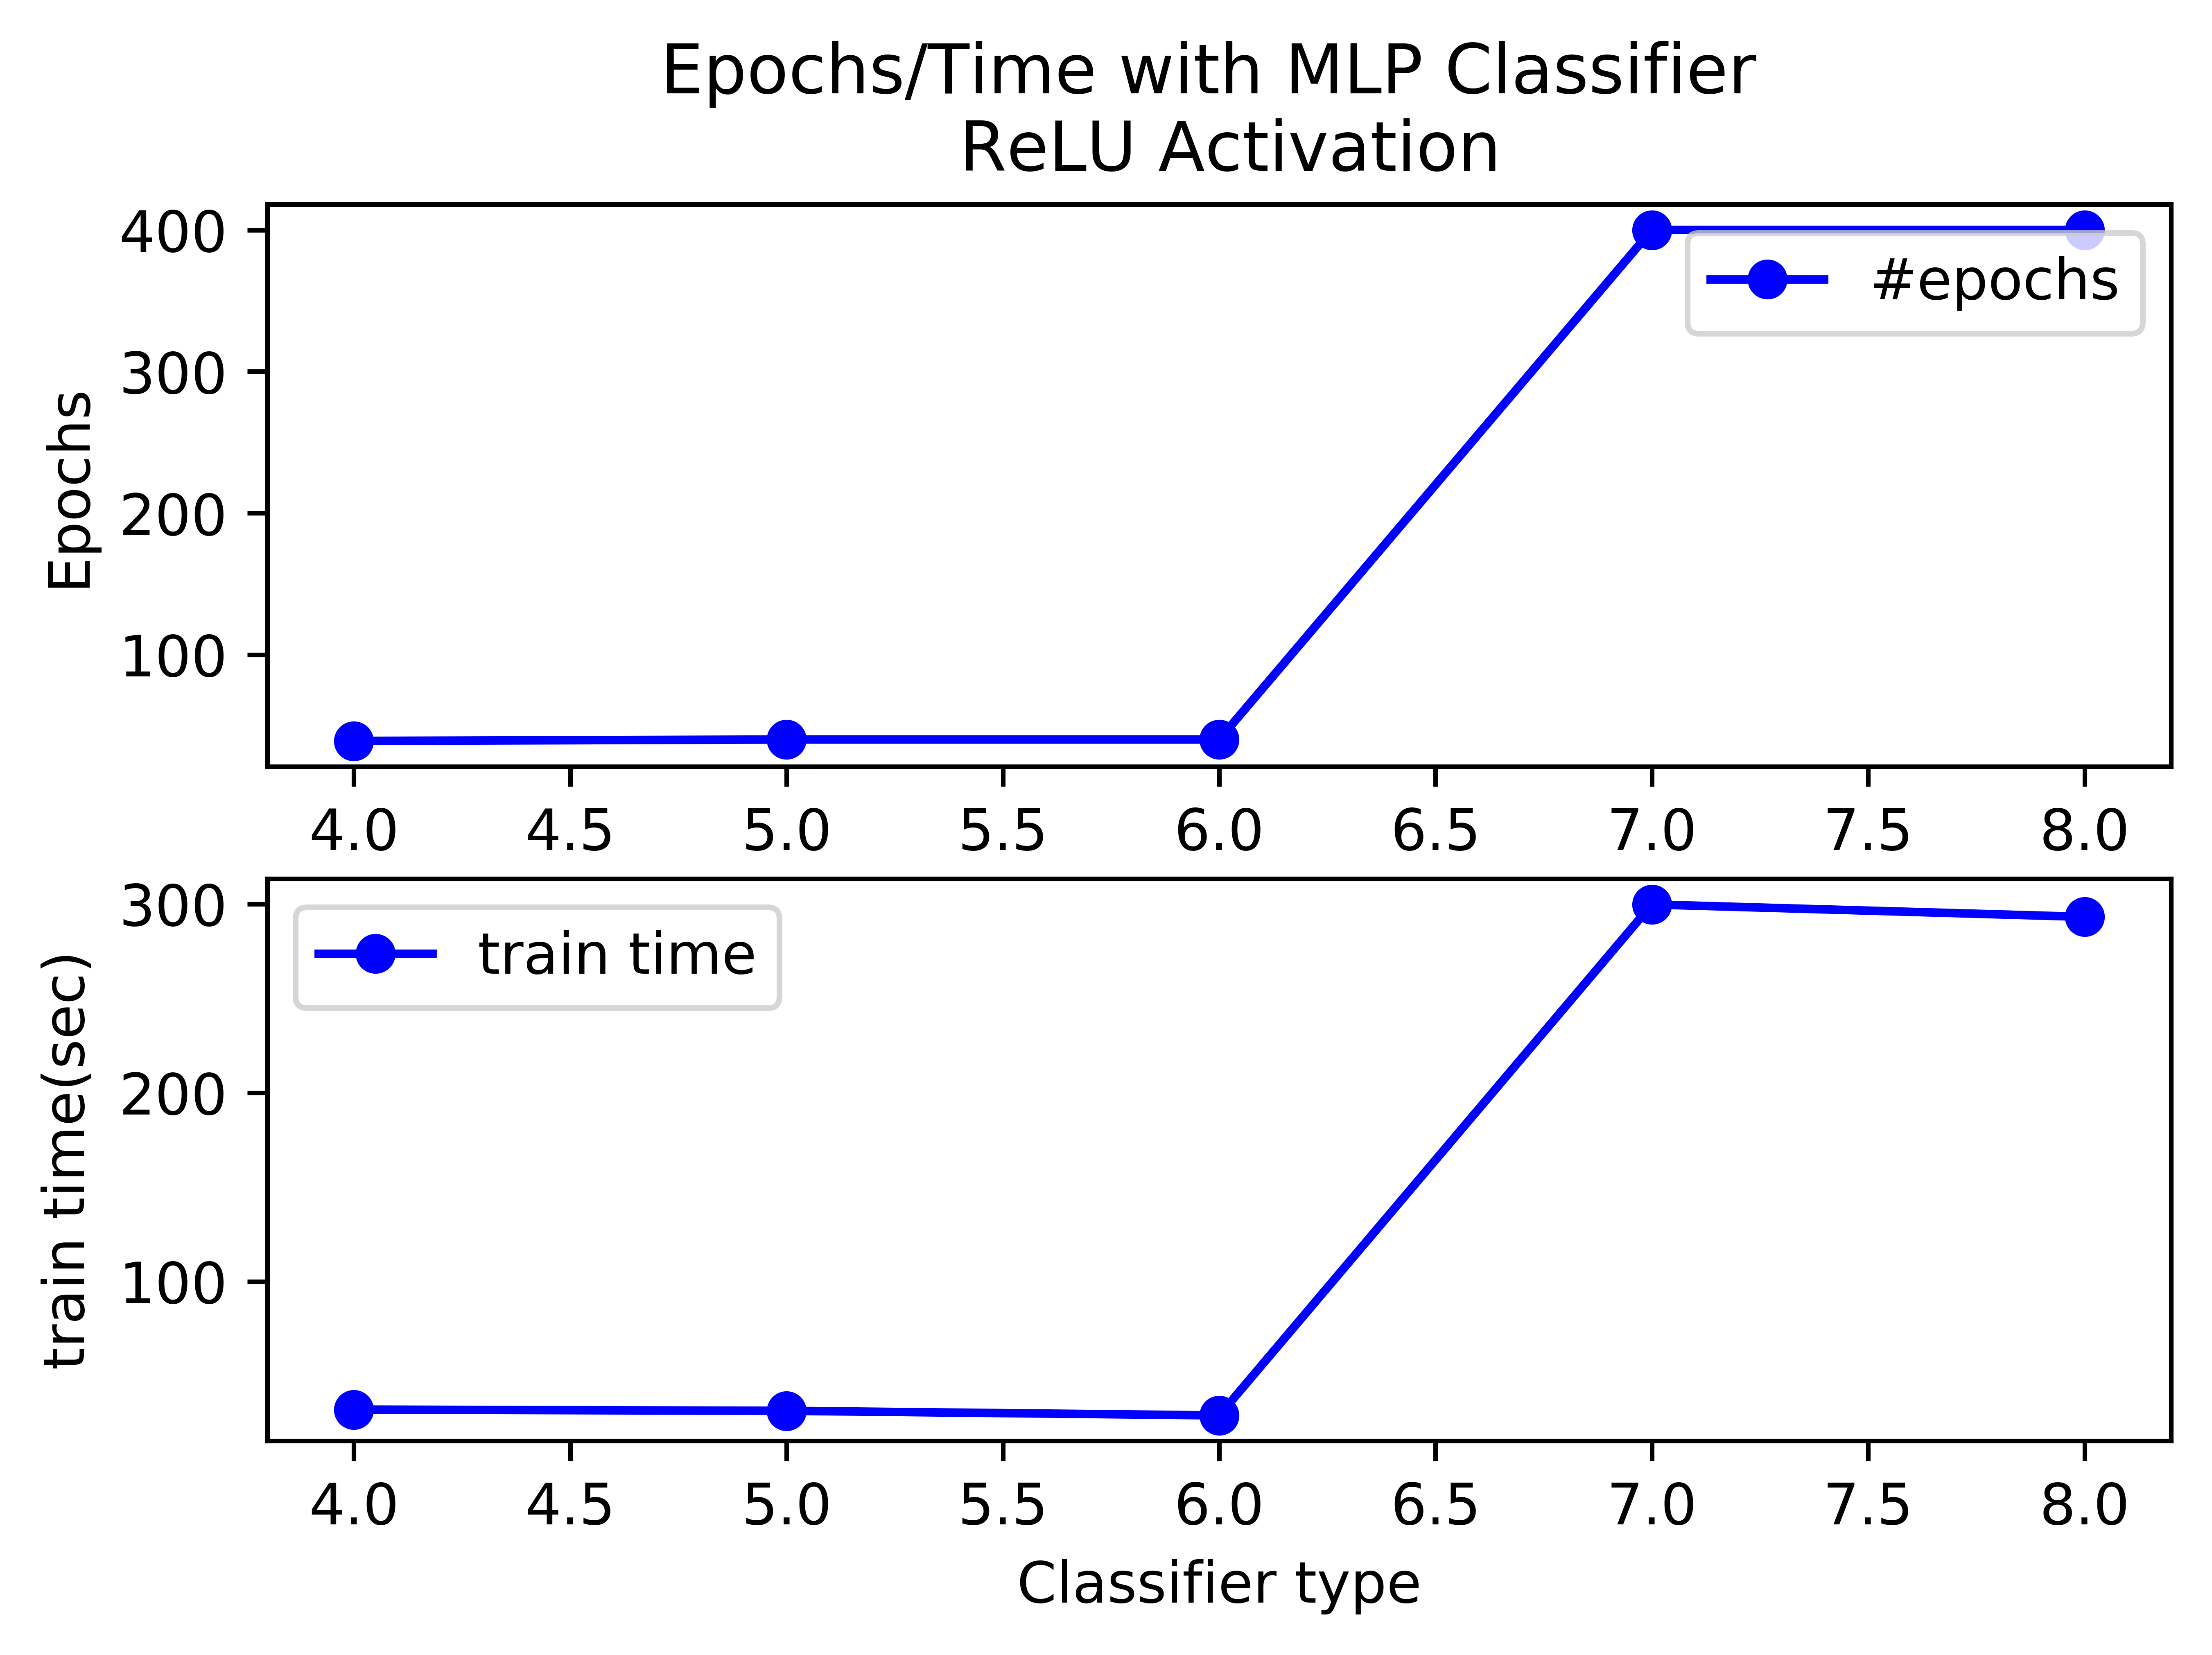 Epochs/Time with MLP Classifier
ReLU Activation
400
300
200
100
Epochs
#epochs
4.0 4.5 5.0 5.5 6.0 6.5 7.0 7.5 8.0
300
200
100
train time(sec)
train time
4.0 4.5 5.0 5.5 6.0 6.5 7.0 7.5 8.0
Classifier type